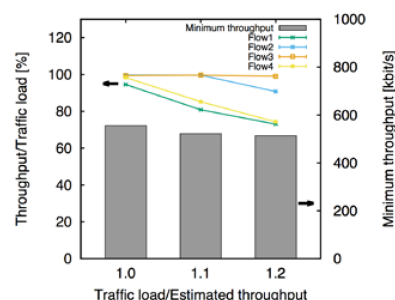 Minimum throughput
Flow1
Flow2
Flow3
Flow4
Throughput/Traffic load [%]
120
100
80
60
40
20
0
1000
800
600
400
200
0
Minimum throughput [kbit/s]
1.0 1.1 1.2
Traffic load/Estimated throughput